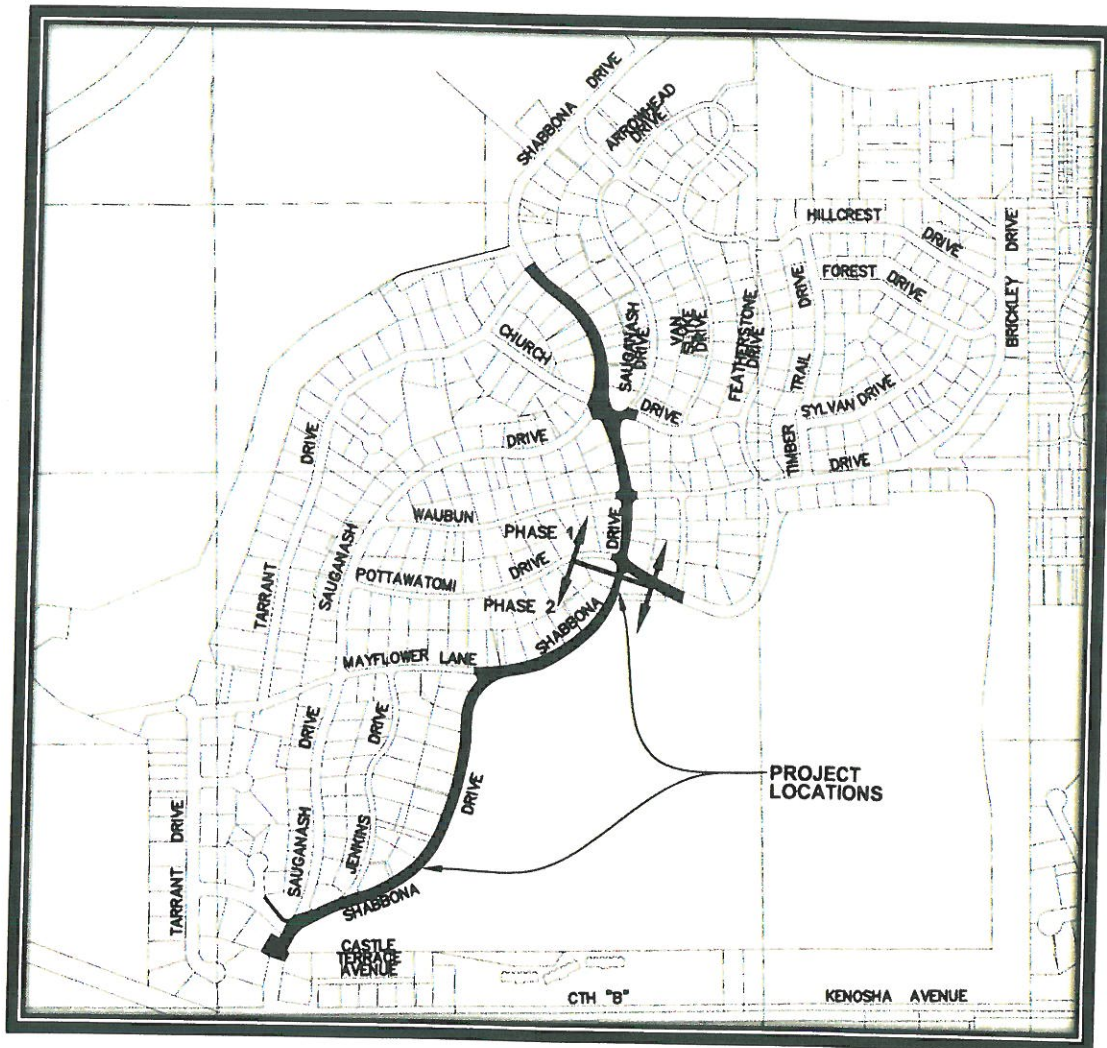 SHABBONA DRIVE
ARROWHEAD
DRIVE
HILLCREST DRIVE
BRICKLEY DRIVE
FOREST DRIVE
CHURCH
SAUGANASH
DRIVE
VAN
DRIVE
FEATHERSTONE
DRIVE
TRAIL DRIVE
TIMBER
SYLVAN DRIVE
DRIVE
DRIVE
DRIVE
DRIVE
WAUBUN
PHASE 1
DRIVE
POTTAWATOMI
DRIVE
PHASE 2
SHABBONA
TARRANT
SAUGANASH
MAYFLOWER LANE
DRIVE
DRIVE
DRIVE
PROJECT
LOCATIONS
TARRANT DRIVE
SAUGANASH
JENKINS
SHABBONA
CASTLE
TERRACE
AVENUE
CTH "B"
KENOSHA AVENUE